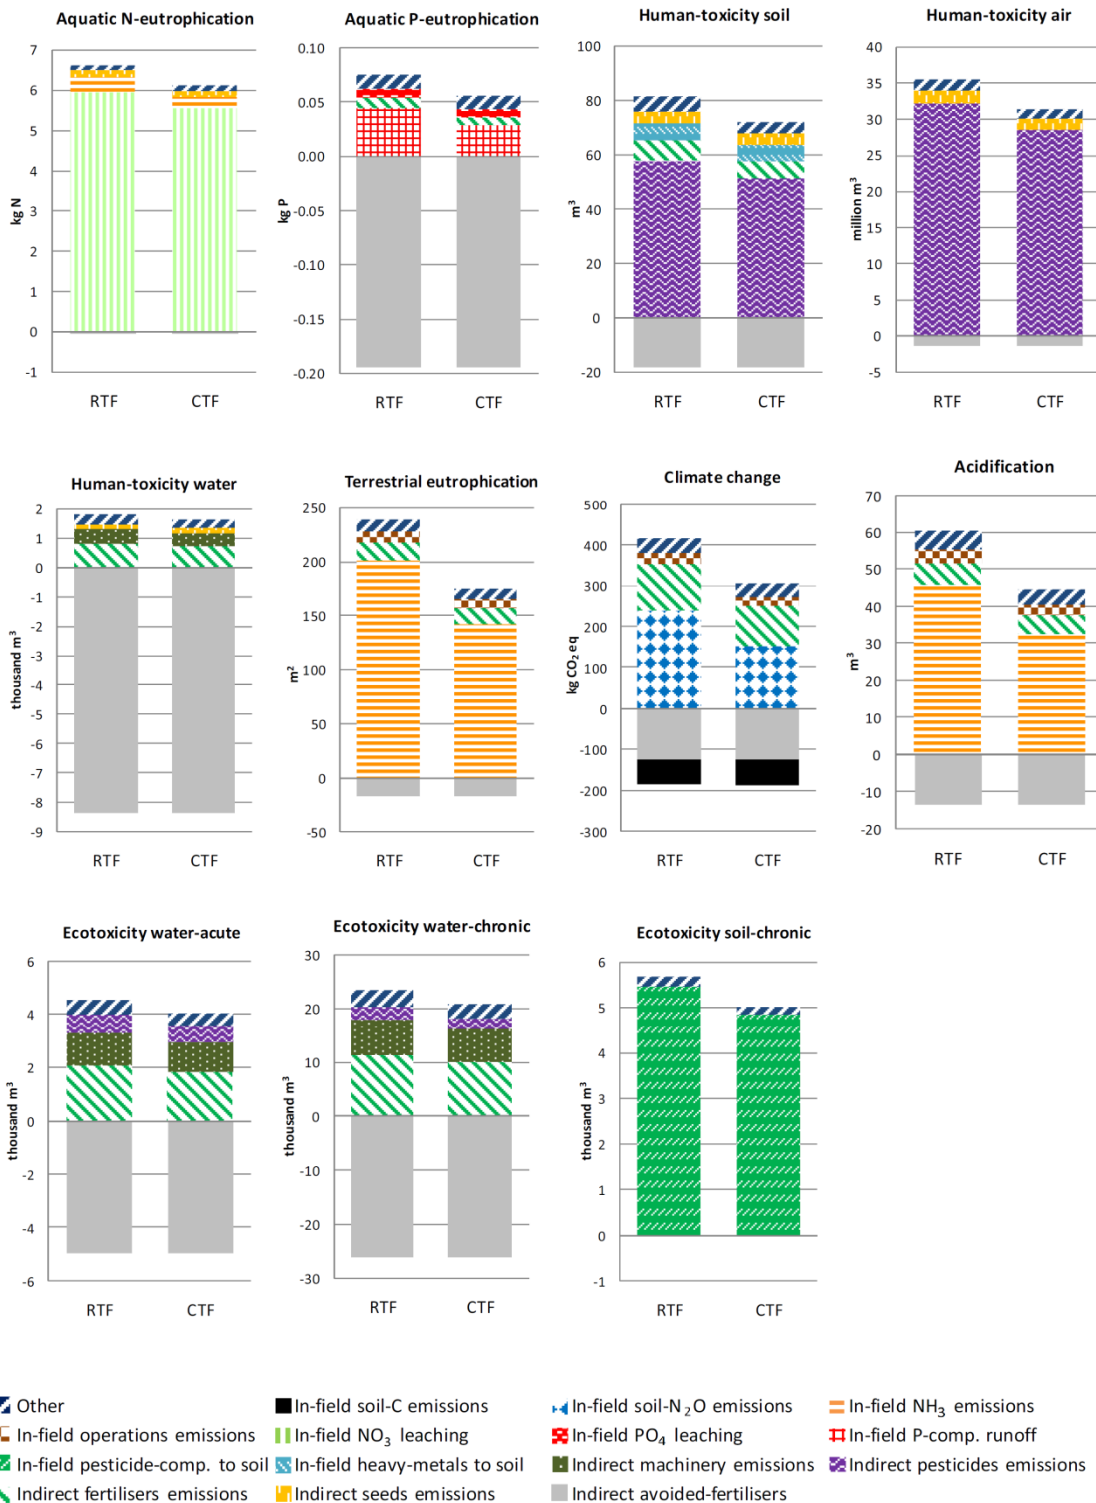 Aquatic N-eutrophication
7
6
5
4
3
2
1
0
-1
kg N
RTF CTF
Aquatic P-eutrophication
0.10
0.05
0.00
-0.05
-0.10
-0.15
-0.20
kg P
RTF CTF
Human-toxicity soil
100
80
60
40
20
0
-20
m³
RTF CTF
Human-toxicity air
40
35
30
25
20
15
10
5
0
-5
million m³
RTF CTF
Human-toxicity water
2
1
0
-1
-2
-3
-4
-5
-6
-7
-8
-9
thousand m³
RTF CTF
Terrestrial eutrophication
250
200
150
100
50
0
-50
m²
RTF CTF
Climate change
500
400
300
200
100
0
-100
-200
-300
kg CO₂ eq
RTF CTF
Acidification
70
60
50
40
30
20
10
0
-10
-20
m³
RTF CTF
Ecotoxicity water-acute
6
4
2
0
-2
-4
-6
thousand m³
RTF CTF
Ecotoxicity water-chronic
30
20
10
0
-10
-20
-30
thousand m³
RTF CTF
Ecotoxicity soil-chronic
6
5
4
3
2
1
0
-1
thousand m³
RTF CTF
Other In-field soil-C emissions In-field soil-N₂O emissions In-field NH₃ emissions
In-field operations emissions In-field NO₃ leaching In-field PO₄ leaching In-field P-comp. runoff
In-field pesticide-comp. to soil In-field heavy-metals to soil Indirect machinery emissions Indirect pesticides emissions
Indirect fertilisers emissions Indirect seeds emissions Indirect avoided-fertilisers